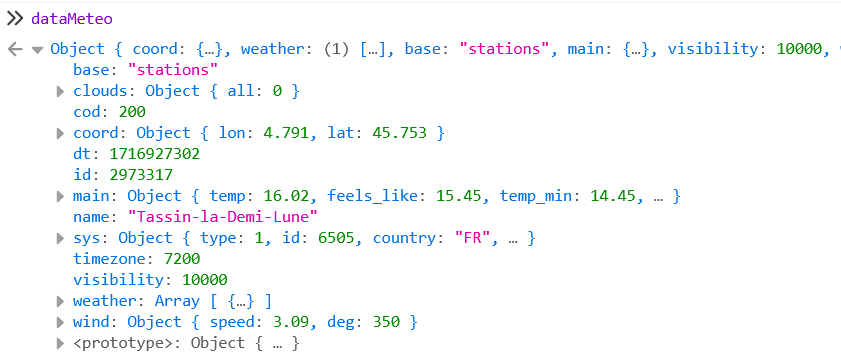 dataMeteo
Object { coord: {…}, weather: (1) […], base: "stations", main: {…}, visibility: 10000,
base: "stations"
clouds: Object { all: 0 }
cod: 200
coord: Object { lon: 4.791, lat: 45.753 }
dt: 1716927302
id: 2973317
main: Object { temp: 16.02, feels_like: 15.45, temp_min: 14.45, … }
name: "Tassin-la-Demi-Lune"
sys: Object { type: 1, id: 6505, country: "FR", … }
timezone: 7200
visibility: 10000
weather: Array [ {…} ]
wind: Object { speed: 3.09, deg: 350 }
<prototype>: Object { … }